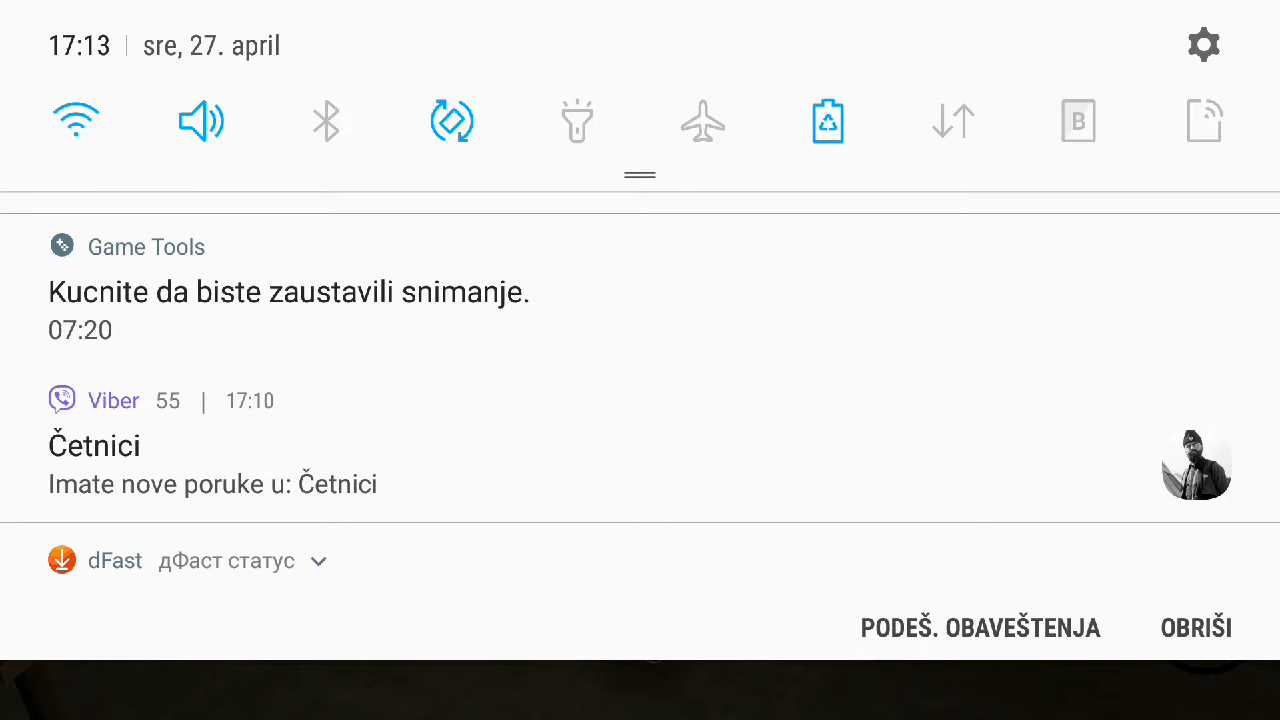 17:13 | sre, 27. april
B
Game Tools
Kucnite da biste zaustavili snimanje.
07:20
Viber 55 | 17:10
Četnici
Imate nove poruke u: Četnici
dFast дФаст статус
PODEŠ. OBAVEŠTENJA OBRIŠI